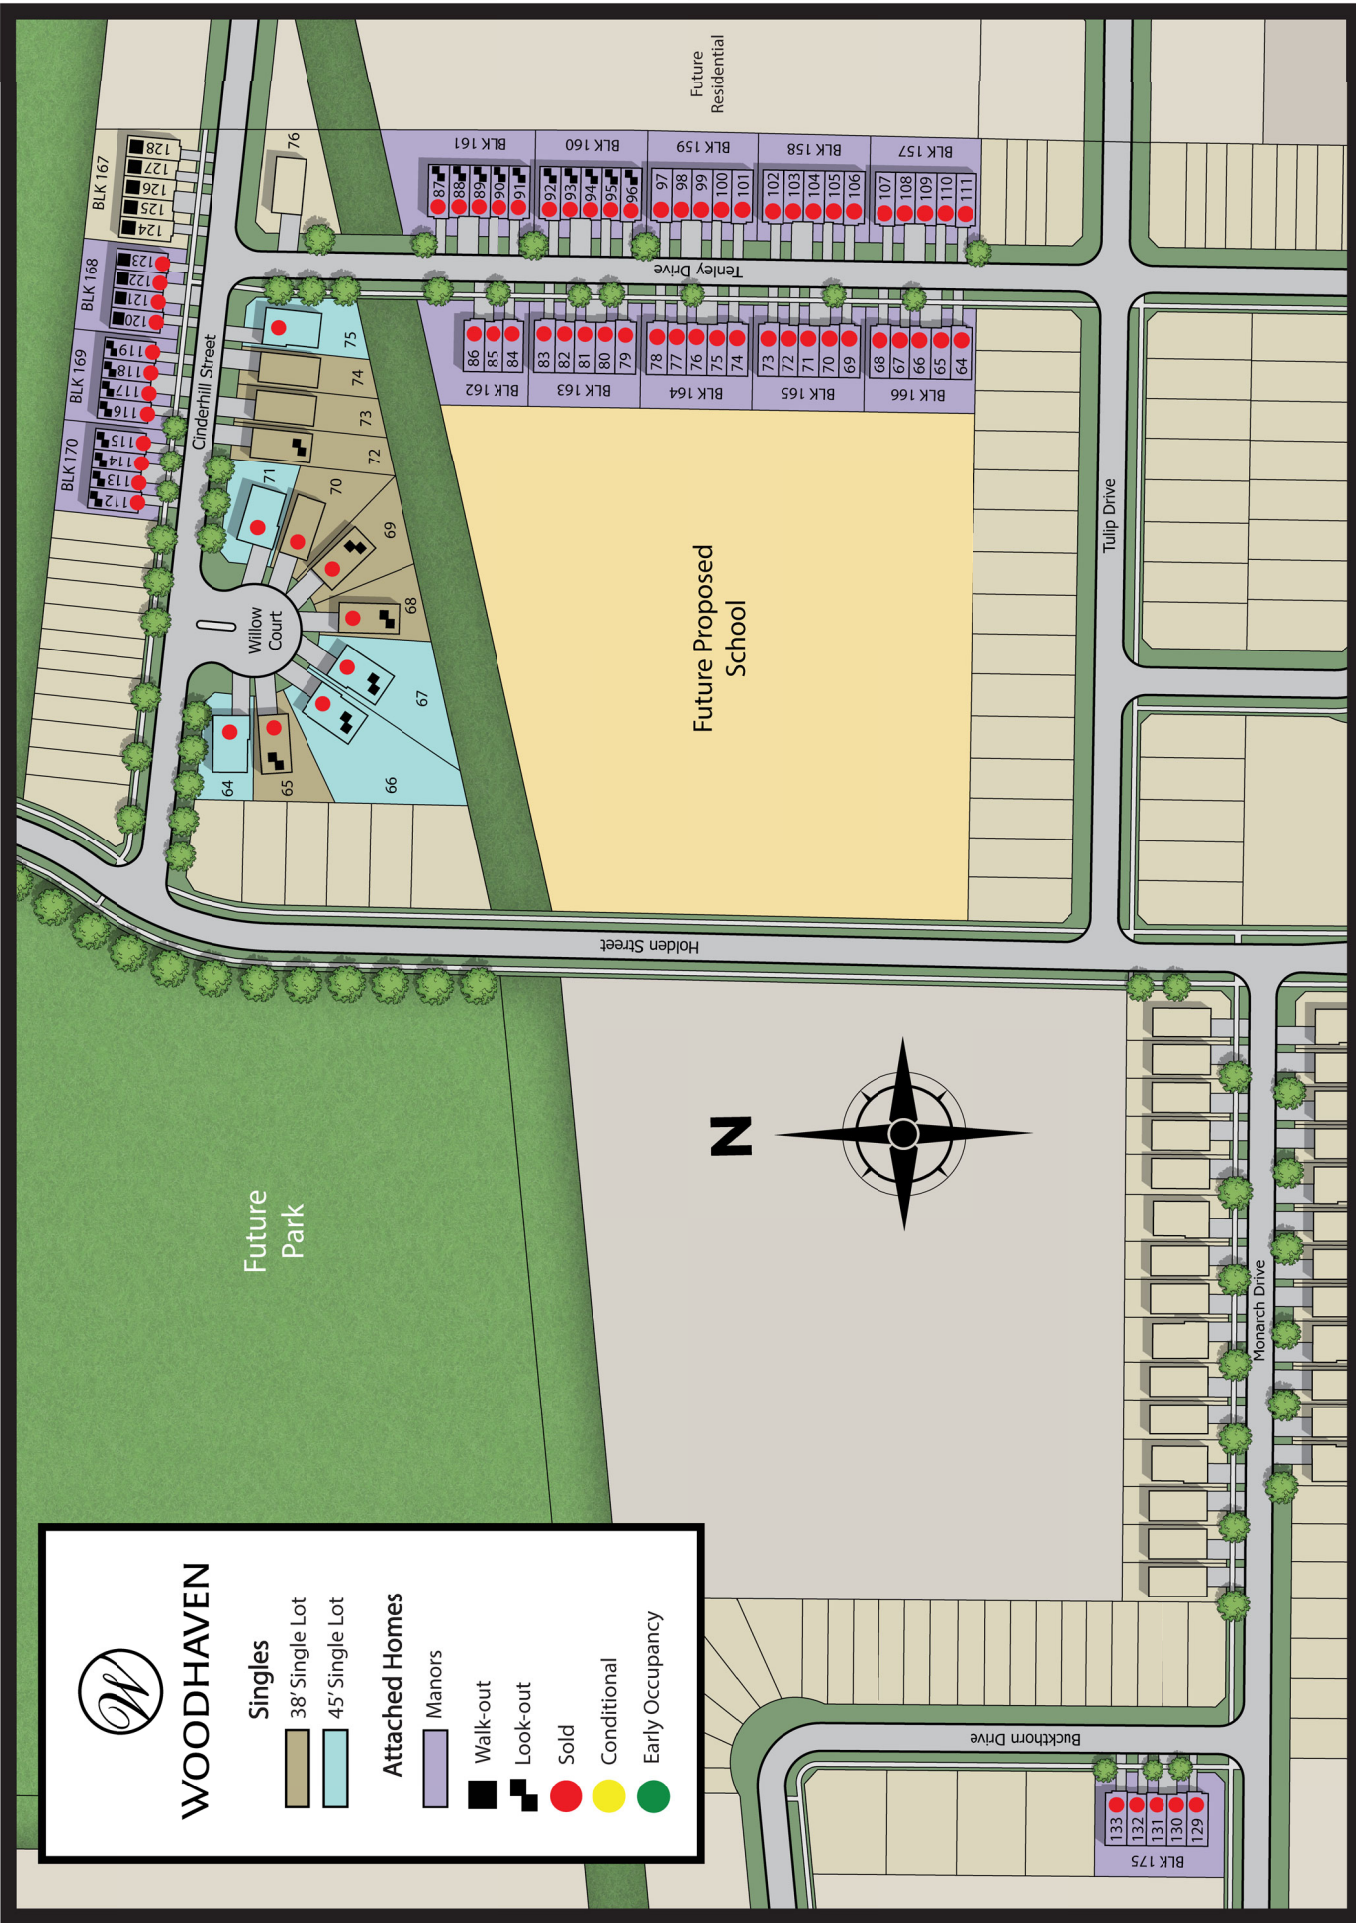 WOODHAVEN
Singles
38' Single Lot
45' Single Lot
Attached Homes
Manors
Walk-out
Look-out
Sold
Conditional
Early Occupancy
Future
Park
N
Future Proposed
School
Future
Residential
Cinderhill Street
Willow
Court
Tenley Drive
Holden Street
Tulip Drive
Monarch Drive
Buckthorn Drive
BLK 170
112
113
114
115
BLK 169
116
117
118
119
BLK 168
120
121
122
123
BLK 167
124
125
126
127
128
64
65
66
67
68
69
70
71
72
73
74
75
76
BLK 161
87
88
89
90
91
BLK 160
92
93
94
95
96
BLK 159
97
98
99
100
101
BLK 158
102
103
104
105
106
BLK 157
107
108
109
110
111
BLK 162
86
85
84
BLK 163
83
82
81
80
79
BLK 164
78
77
76
75
74
BLK 165
73
72
71
70
69
BLK 166
68
67
66
65
64
BLK 175
133
132
131
130
129